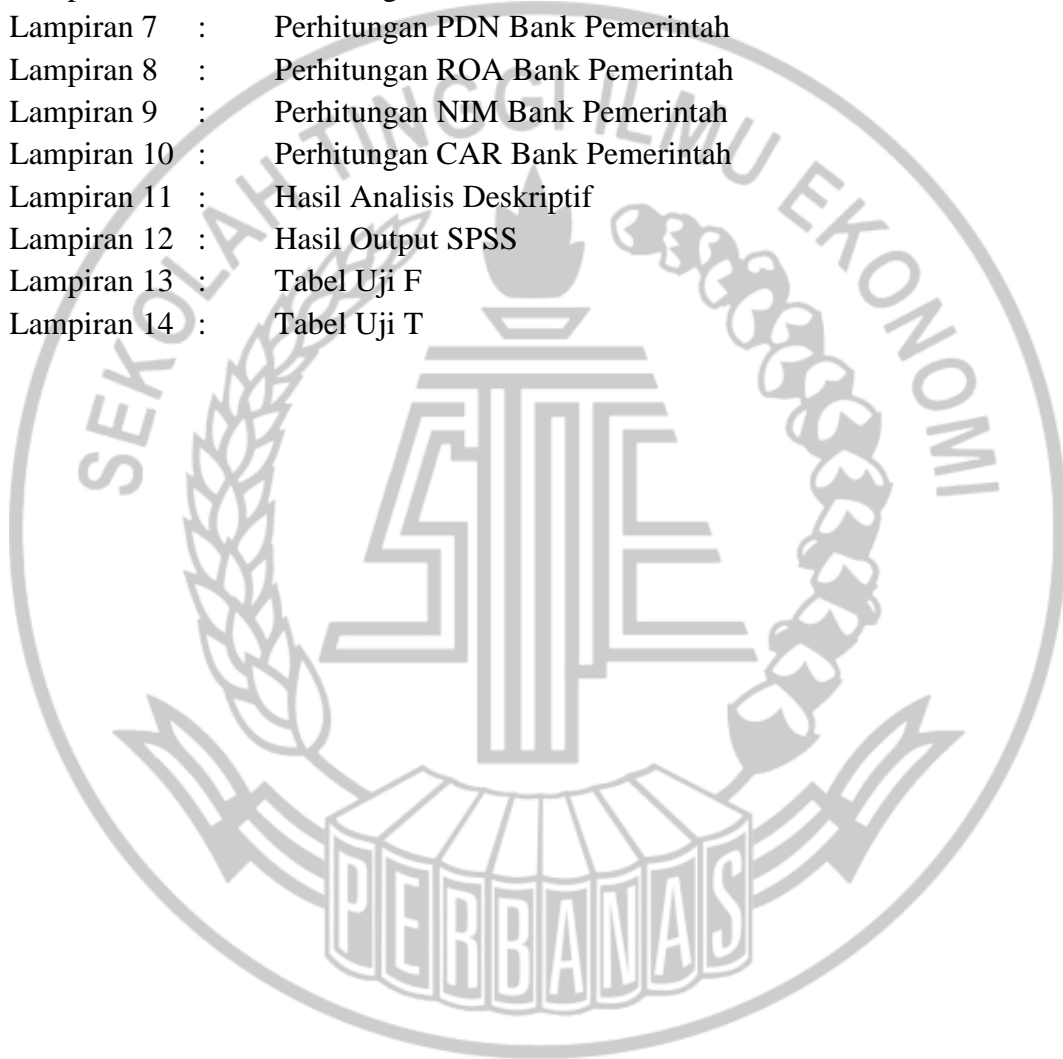 Lampiran 7 : Perhitungan PDN Bank Pemerintah
Lampiran 8 : Perhitungan ROA Bank Pemerintah
Lampiran 9 : Perhitungan NIM Bank Pemerintah
Lampiran 10 : Perhitungan CAR Bank Pemerintah
Lampiran 11 : Hasil Analisis Deskriptif
Lampiran 12 : Hasil Output SPSS
Lampiran 13 : Tabel Uji F
Lampiran 14 : Tabel Uji T
SEKOLAH TINGGI ILMU EKONOMI
STIE
PERBANAS